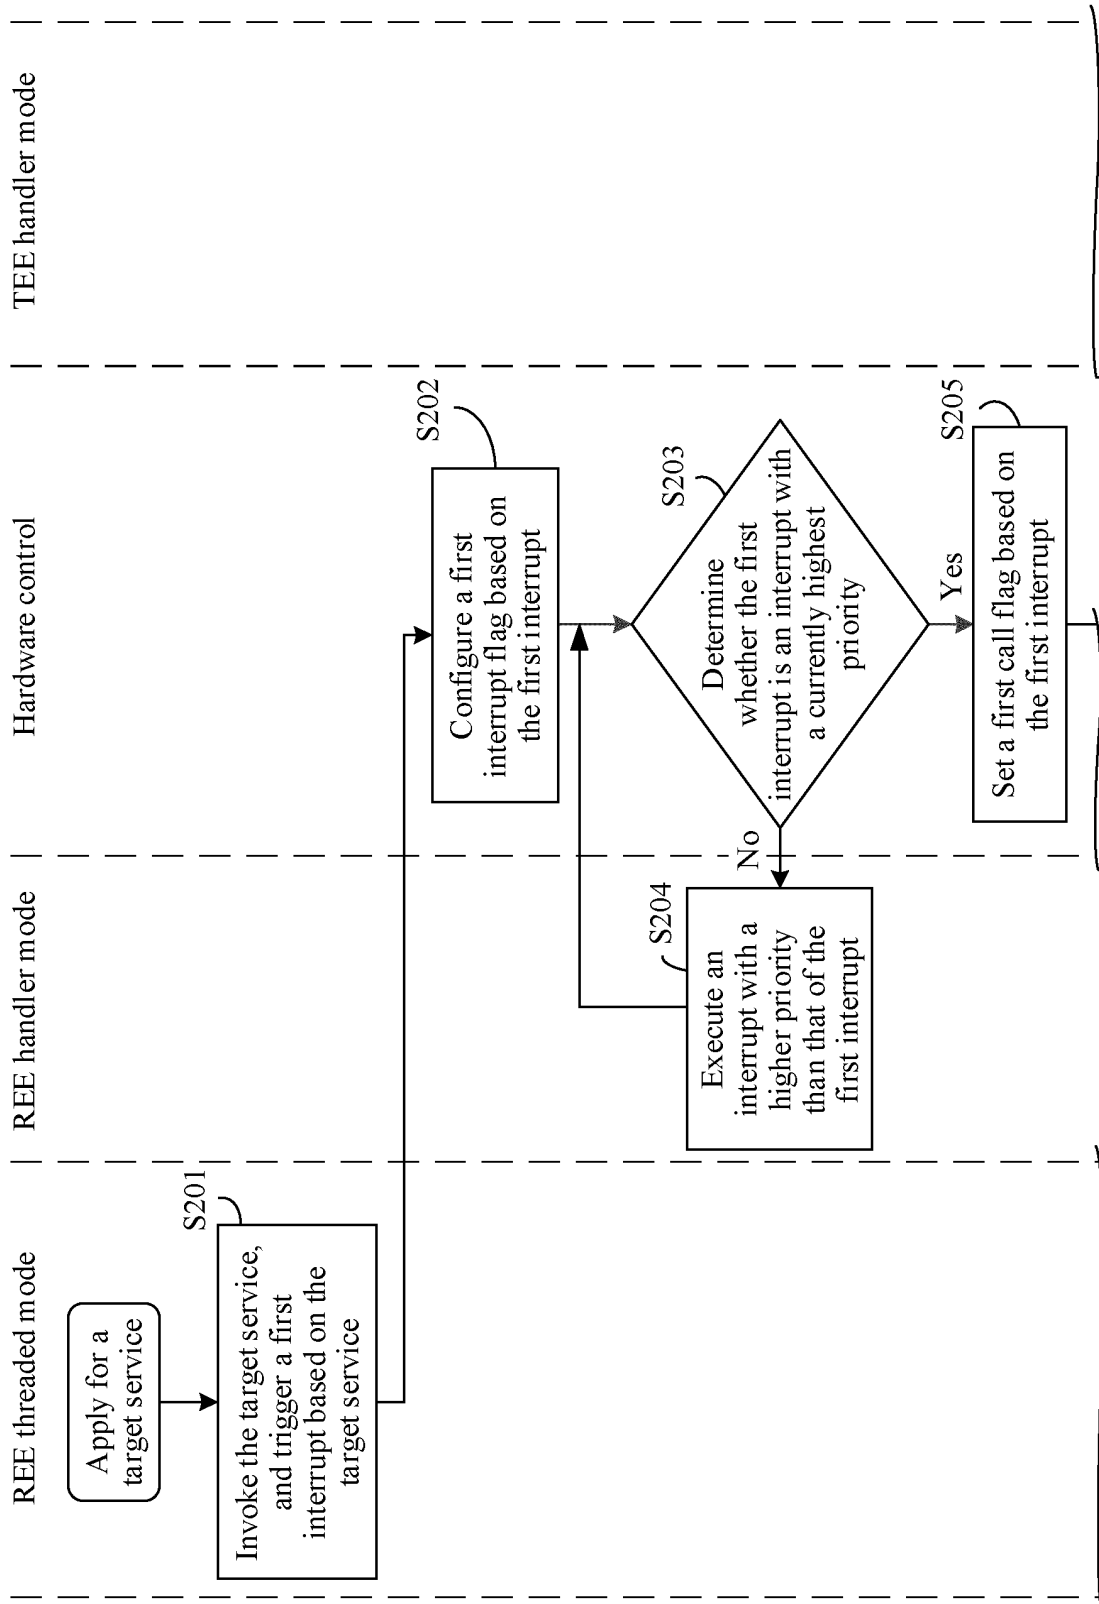 REE threaded mode
REE handler mode
Hardware control
TEE handler mode
Apply for a
target service
S201
Invoke the target service,
and trigger a first
interrupt based on the
target service
S202
Configure a first
interrupt flag based on
the first interrupt
S203
Determine
whether the first
interrupt is an interrupt with
a currently highest
priority
No
S204
Execute an
interrupt with a
higher priority
than that of the
first interrupt
Yes
S205
Set a first call flag based on
the first interrupt